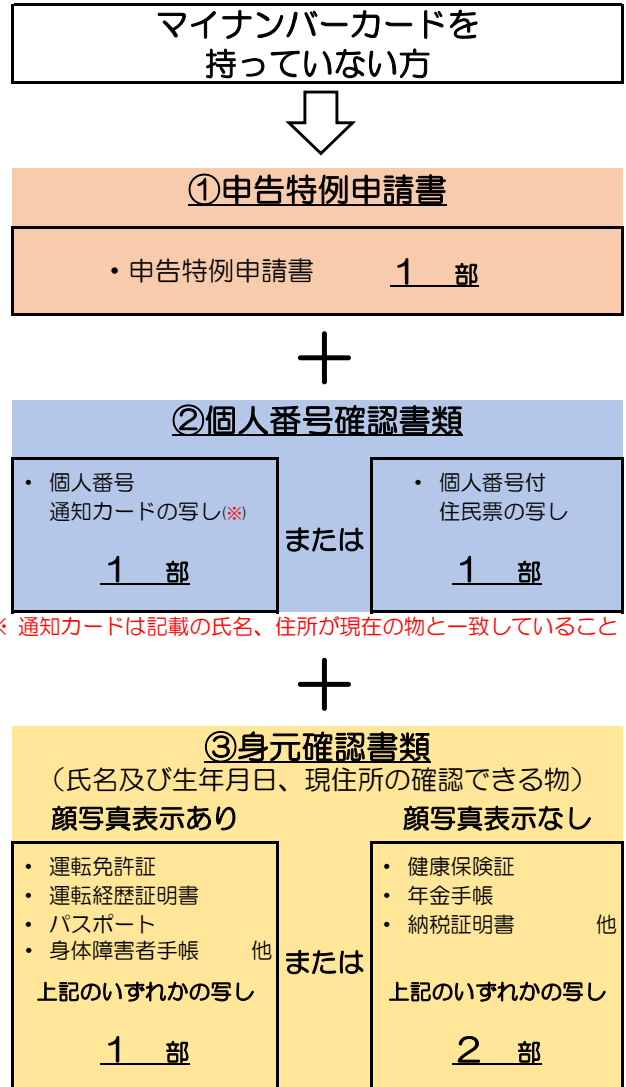 マイナンバーカードを
持っていない方
①申告特例申請書
・申告特例申請書 1 部
＋
②個人番号確認書類
・ 個人番号
通知カードの写し(※)
1 部
または
・ 個人番号付
住民票の写し
1 部
※ 通知カードは記載の氏名、住所が現在の物と一致していること
＋
③身元確認書類
（氏名及び生年月日、現住所の確認できる物）
顔写真表示あり
・ 運転免許証
・ 運転経歴証明書
・ パスポート
・ 身体障害者手帳 他
上記のいずれかの写し
1 部
または
顔写真表示なし
・ 健康保険証
・ 年金手帳
・ 納税証明書 他
上記のいずれかの写し
2 部